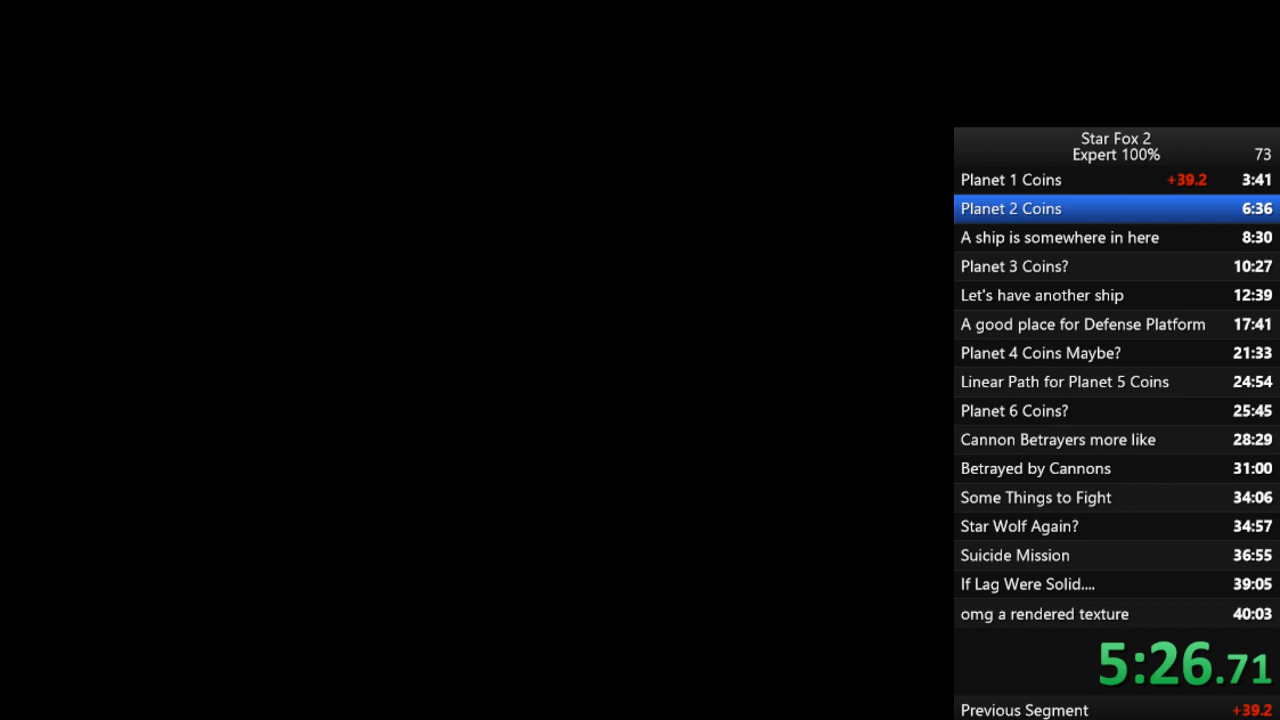 Star Fox 2
Expert 100% 73
Planet 1 Coins +39.2 3:41
Planet 2 Coins 6:36
A ship is somewhere in here 8:30
Planet 3 Coins? 10:27
Let's have another ship 12:39
A good place for Defense Platform 17:41
Planet 4 Coins Maybe? 21:33
Linear Path for Planet 5 Coins 24:54
Planet 6 Coins? 25:45
Cannon Betrayers more like 28:29
Betrayed by Cannons 31:00
Some Things to Fight 34:06
Star Wolf Again? 34:57
Suicide Mission 36:55
If Lag Were Solid.... 39:05
omg a rendered texture 40:03
5:26.71
Previous Segment +39.2